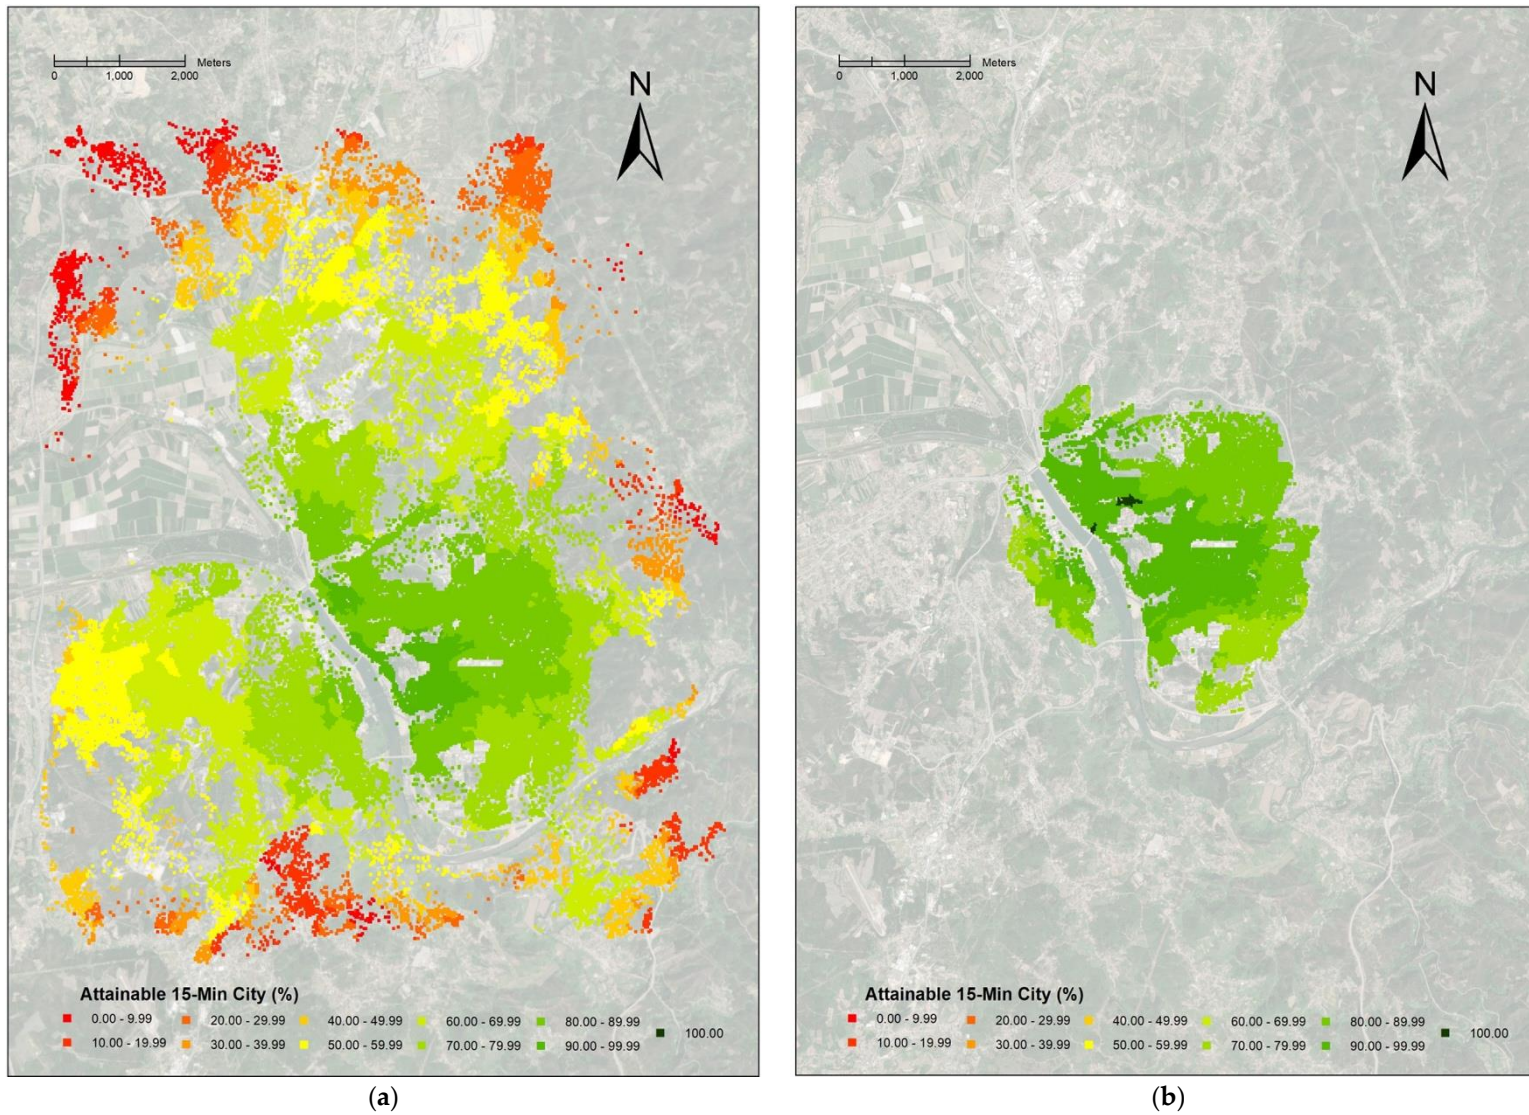 Meters
0 1,000 2,000
N
Attainable 15-Min City (%)
0.00 - 9.99 20.00 - 29.99 40.00 - 49.99 60.00 - 69.99 80.00 - 89.99 100.00
10.00 - 19.99 30.00 - 39.99 50.00 - 59.99 70.00 - 79.99 90.00 - 99.99
(a)
Meters
0 1,000 2,000
N
Attainable 15-Min City (%)
0.00 - 9.99 20.00 - 29.99 40.00 - 49.99 60.00 - 69.99 80.00 - 89.99 100.00
10.00 - 19.99 30.00 - 39.99 50.00 - 59.99 70.00 - 79.99 90.00 - 99.99
(b)